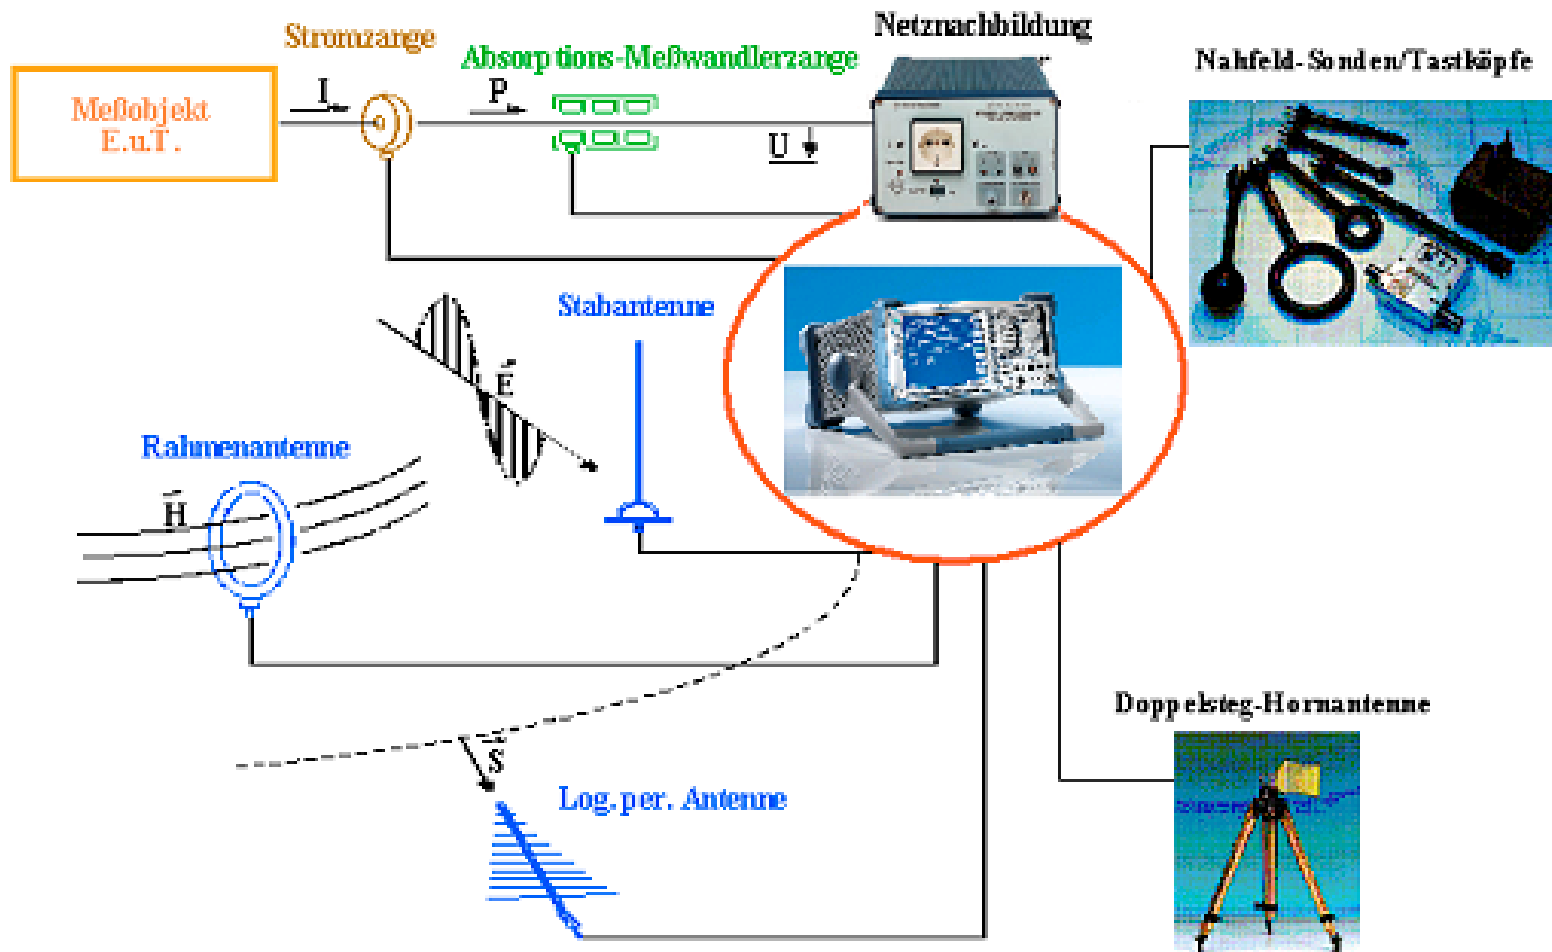 Netznachbildung
Stromzange
Absorptions-Meßwandlerzange
Nahfeld-Sonden/Tastköpfe
I
P
Meßobjekt
E.u.T.
U
Stabantenne
E
Rahmenantenne
H
Doppelsteg-Hornantenne
S
Log. per. Antenne